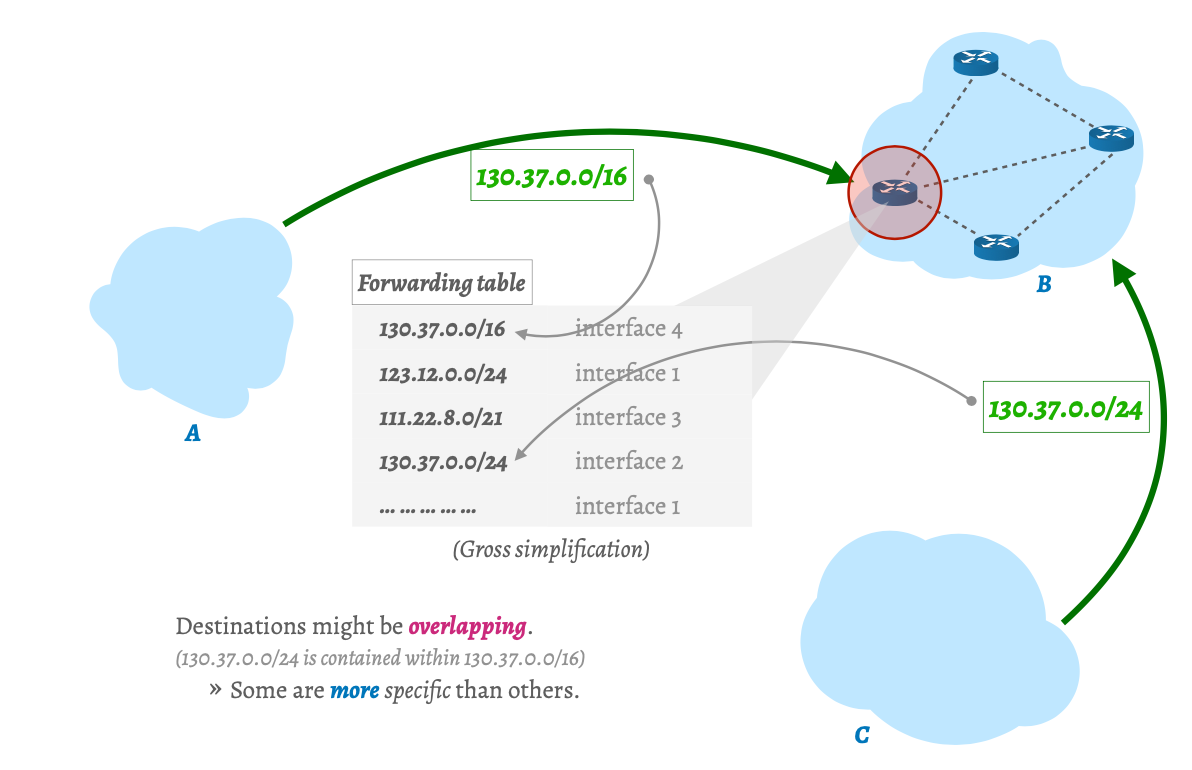 130.37.0.0/16
B
Forwarding table
130.37.0.0/16 interface 4
123.12.0.0/24 interface 1
111.22.8.0/21 interface 3
130.37.0.0/24 interface 2
... ... ... ... ... interface 1
(Gross simplification)
130.37.0.0/24
A
Destinations might be overlapping.
(130.37.0.0/24 is contained within 130.37.0.0/16)
» Some are more specific than others.
C